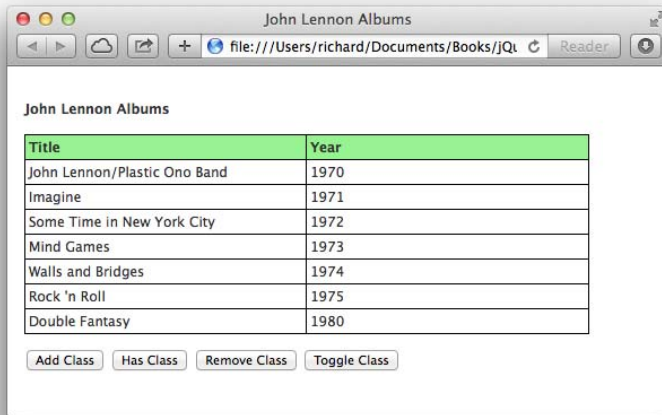 John Lennon Albums
file:///Users/richard/Documents/Books/jQu
Reader
John Lennon Albums
Title Year
John Lennon/Plastic Ono Band 1970
Imagine 1971
Some Time in New York City 1972
Mind Games 1973
Walls and Bridges 1974
Rock 'n Roll 1975
Double Fantasy 1980
Add Class Has Class Remove Class Toggle Class